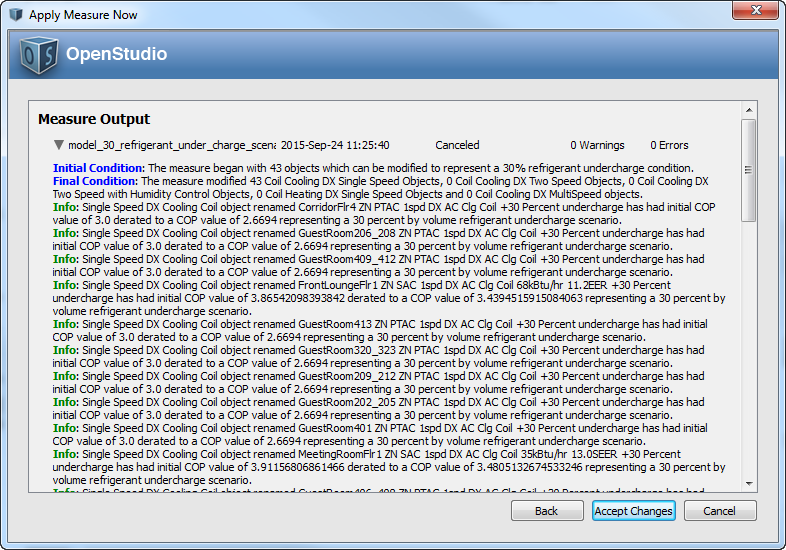 Apply Measure Now
OS OpenStudio
Measure Output
model_30_refrigerant_under_charge_scena 2015-Sep-24 11:25:40 Canceled 0 Warnings 0 Errors
Initial Condition: The measure began with 43 objects which can be modified to represent a 30% refrigerant undercharge condition.
Final Condition: The measure modified 43 Coil Cooling DX Single Speed Objects, 0 Coil Cooling DX Two Speed Objects, 0 Coil Cooling DX
Two Speed with Humidity Control Objects, 0 Coil Heating DX Single Speed Objects and 0 Coil Cooling DX MultiSpeed objects.
Info: Single Speed DX Cooling Coil object renamed CorridorFlr4 ZN PTAC 1spd DX AC Clg Coil +30 Percent undercharge has had initial COP
value of 3.0 derated to a COP value of 2.6694 representing a 30 percent by volume refrigerant undercharge scenario.
Info: Single Speed DX Cooling Coil object renamed GuestRoom206_208 ZN PTAC 1spd DX AC Clg Coil +30 Percent undercharge has had
initial COP value of 3.0 derated to a COP value of 2.6694 representing a 30 percent by volume refrigerant undercharge scenario.
Info: Single Speed DX Cooling Coil object renamed GuestRoom409_412 ZN PTAC 1spd DX AC Clg Coil +30 Percent undercharge has had
initial COP value of 3.0 derated to a COP value of 2.6694 representing a 30 percent by volume refrigerant undercharge scenario.
Info: Single Speed DX Cooling Coil object renamed FrontLoungeFlr1 ZN SAC 1spd DX AC Clg Coil 68kBtu/hr 11.2EER +30 Percent
undercharge has had initial COP value of 3.86542098393842 derated to a COP value of 3.4394515915084063 representing a 30 percent by
volume refrigerant undercharge scenario.
Info: Single Speed DX Cooling Coil object renamed GuestRoom413 ZN PTAC 1spd DX AC Clg Coil +30 Percent undercharge has had initial
COP value of 3.0 derated to a COP value of 2.6694 representing a 30 percent by volume refrigerant undercharge scenario.
Info: Single Speed DX Cooling Coil object renamed GuestRoom320_323 ZN PTAC 1spd DX AC Clg Coil +30 Percent undercharge has had
initial COP value of 3.0 derated to a COP value of 2.6694 representing a 30 percent by volume refrigerant undercharge scenario.
Info: Single Speed DX Cooling Coil object renamed GuestRoom209_212 ZN PTAC 1spd DX AC Clg Coil +30 Percent undercharge has had
initial COP value of 3.0 derated to a COP value of 2.6694 representing a 30 percent by volume refrigerant undercharge scenario.
Info: Single Speed DX Cooling Coil object renamed GuestRoom202_205 ZN PTAC 1spd DX AC Clg Coil +30 Percent undercharge has had
initial COP value of 3.0 derated to a COP value of 2.6694 representing a 30 percent by volume refrigerant undercharge scenario.
Info: Single Speed DX Cooling Coil object renamed GuestRoom401 ZN PTAC 1spd DX AC Clg Coil +30 Percent undercharge has had initial
COP value of 3.0 derated to a COP value of 2.6694 representing a 30 percent by volume refrigerant undercharge scenario.
Info: Single Speed DX Cooling Coil object renamed MeetingRoomFlr1 ZN SAC 1spd DX AC Clg Coil 35kBtu/hr 13.0SEER +30 Percent
undercharge has had initial COP value of 3.91156806861466 derated to a COP value of 3.4805132674533246 representing a 30 percent by
volume refrigerant undercharge scenario.
Info: Single Speed DX Cooling Coil object renamed ZN PTAC 1spd DX AC Clg Coil +30 Percent undercharge has had
Back Accept Changes Cancel